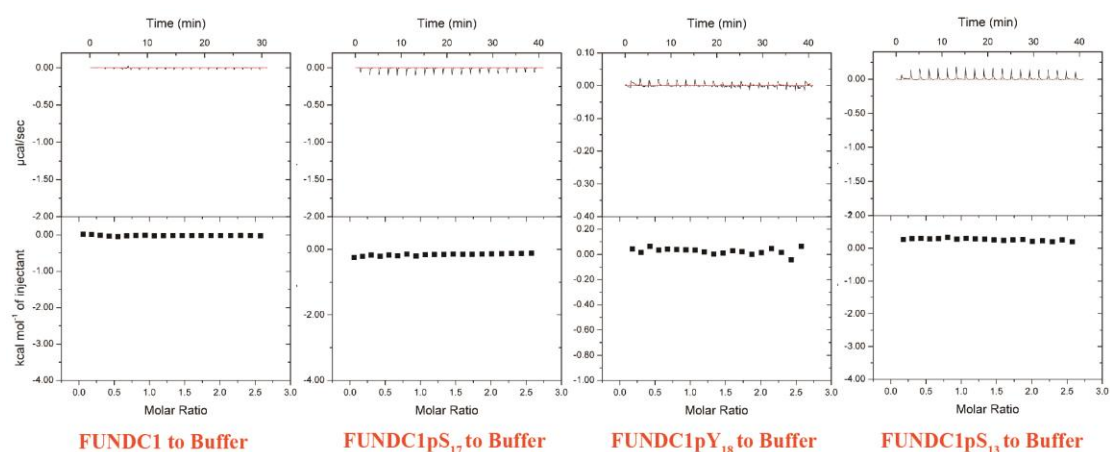 Time (min)
0 10 20 30
0.00
-0.50
-1.00
-1.50
-2.00
µcal/sec
0.00
-1.00
-2.00
-3.00
-4.00
kcal mol⁻¹ of injectant
0.0 0.5 1.0 1.5 2.0 2.5 3.0
Molar Ratio
FUNDC1 to Buffer
Time (min)
0 10 20 30 40
0.00
-0.50
-1.00
-1.50
-2.00
0.00
-2.00
-4.00
0.0 0.5 1.0 1.5 2.0 2.5 3.0
Molar Ratio
FUNDC1pS₁₇ to Buffer
Time (min)
0 10 20 30 40
0.10
0.00
-0.10
-0.20
-0.30
-0.40
0.20
0.00
-0.20
-0.40
-0.60
-0.80
-1.00
0.0 0.5 1.0 1.5 2.0 2.5 3.0
Molar Ratio
FUNDC1pY₁₈ to Buffer
Time (min)
0 10 20 30 40
0.00
-0.50
-1.00
-1.50
-2.00
0.00
-1.00
-2.00
-3.00
-4.00
0.0 0.5 1.0 1.5 2.0 2.5 3.0
Molar Ratio
FUNDC1pS₁₃ to Buffer